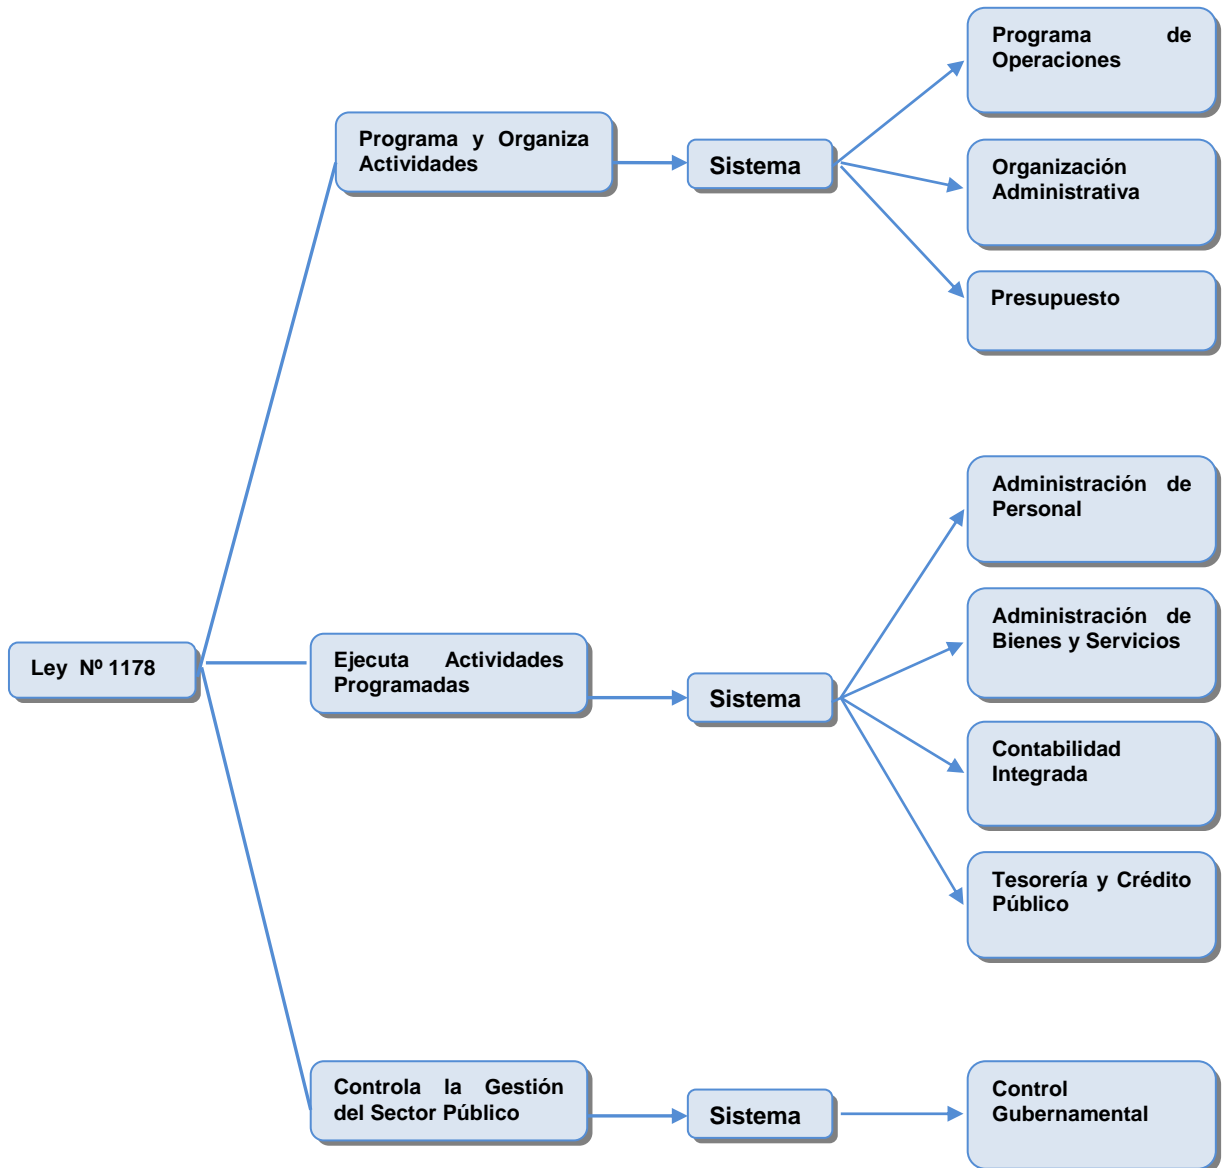 Programa de
Operaciones
Programa y Organiza
Actividades
Sistema
Organización
Administrativa
Presupuesto
Administración de
Personal
Administración de
Bienes y Servicios
Ley Nº 1178
Ejecuta Actividades
Programadas
Sistema
Contabilidad
Integrada
Tesorería y Crédito
Público
Controla la Gestión
del Sector Público
Sistema
Control
Gubernamental